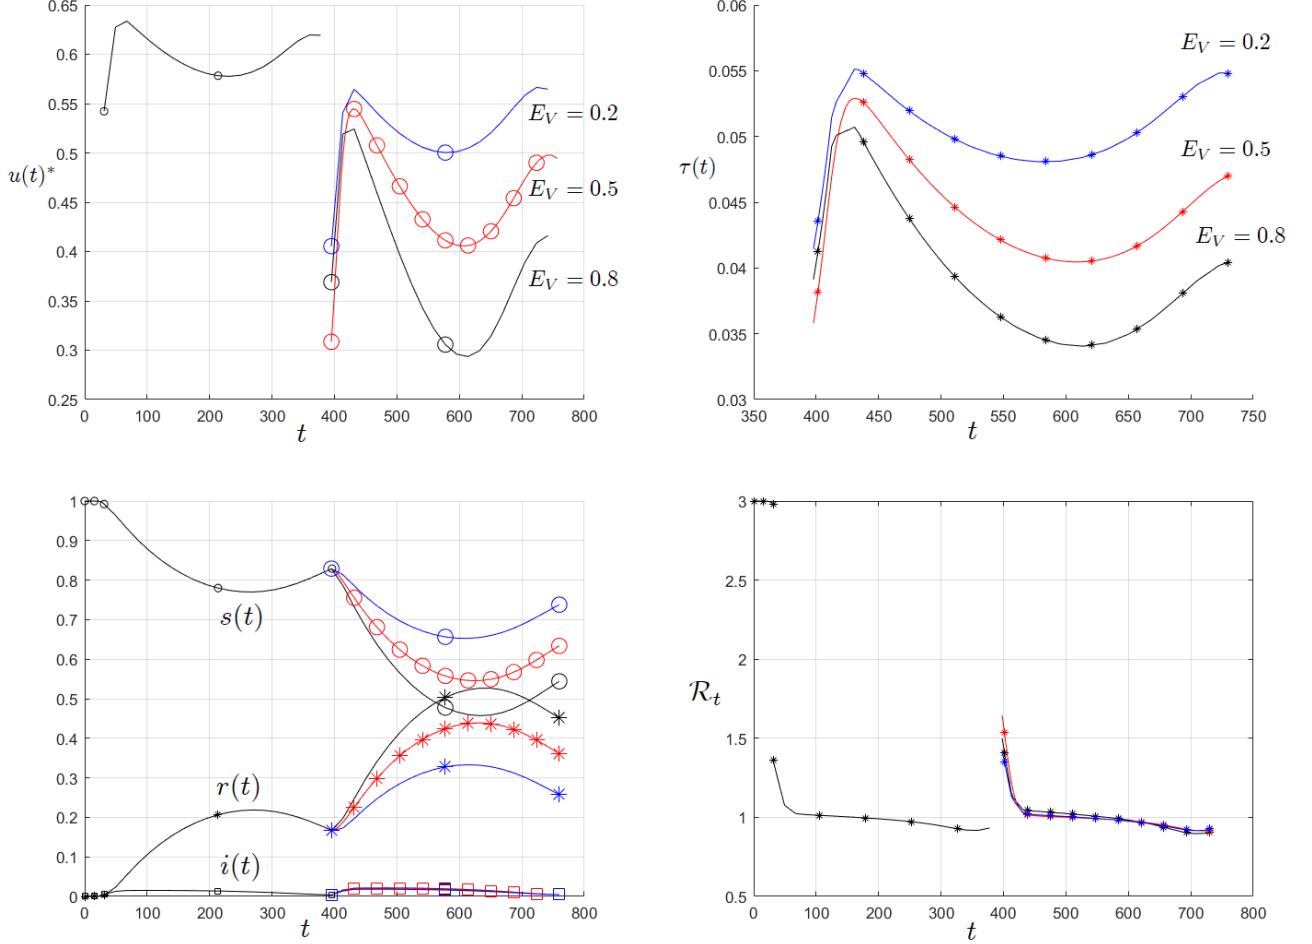 0.65
0.6
0.55
0.5
0.45
0.4
0.35
0.3
0.25
u(t)*
0 100 200 300 400 500 600 700 800
t
E_V = 0.2
E_V = 0.5
E_V = 0.8
0.06
0.055
0.05
0.045
0.04
0.035
0.03
τ(t)
350 400 450 500 550 600 650 700 750
t
E_V = 0.2
E_V = 0.5
E_V = 0.8
1
0.9
0.8
0.7
0.6
0.5
0.4
0.3
0.2
0.1
0
s(t)
r(t)
i(t)
0 100 200 300 400 500 600 700 800
t
3
2.5
2
1.5
1
0.5
ℛ_t
0 100 200 300 400 500 600 700 800
t